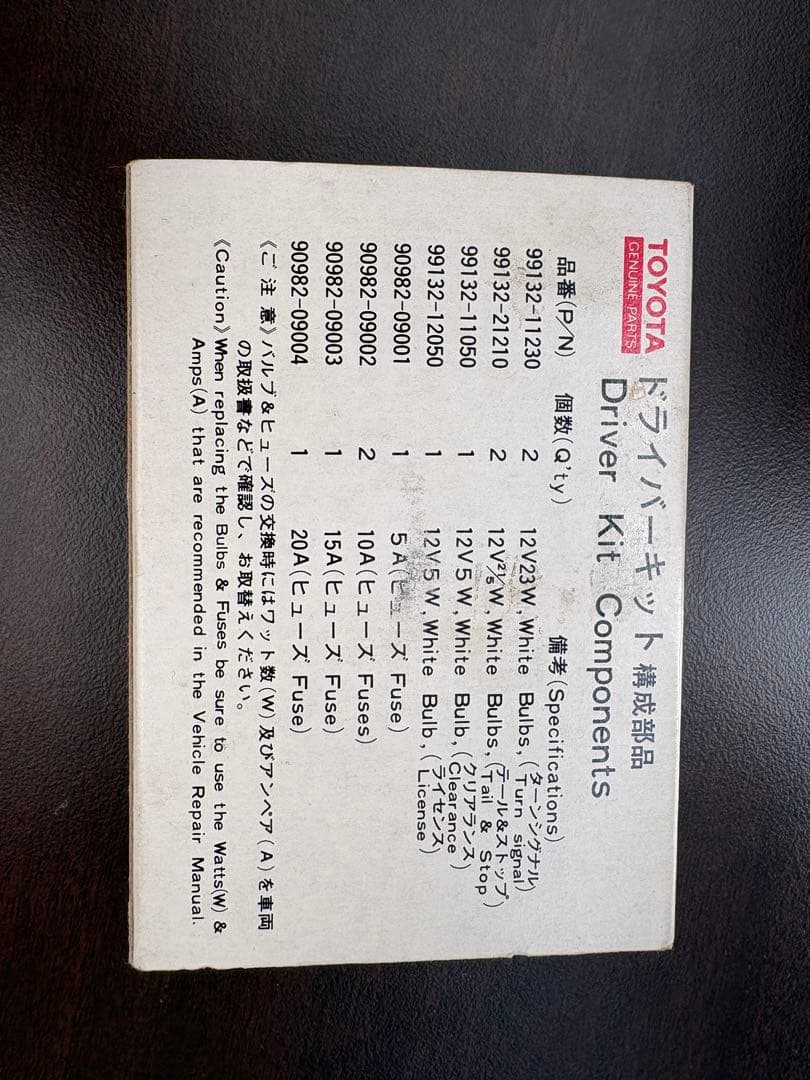 TOYOTA
GENUINE PARTS
ドライバーキット構成部品
Driver Kit Components
品番(P/N) 個数(Q'ty) 備考(Specifications)
99132-11230 2 12V23W, White Bulbs, (ターンシグナル Turn signal)
99132-21210 2 12V21/5W, White Bulbs, (テール&ストップ Tail & Stop)
99132-11050 1 12V5W, White Bulb, (クリアランス Clearance)
99132-12050 1 12V5W, White Bulb, (ライセンス License)
90982-09001 1 5A(ヒューズ Fuse)
90982-09002 2 10A(ヒューズ Fuses)
90982-09003 1 15A(ヒューズ Fuse)
90982-09004 1 20A(ヒューズ Fuse)
《ご注意》バルブ&ヒューズの交換時にはワット数(W)及びアンペア(A)を車両
の取扱書などで確認し、お取替えください。
《Caution》When replacing the Bulbs & Fuses be sure to use the Watts(W) &
Amps(A) that are recommended in the Vehicle Repair Manual.